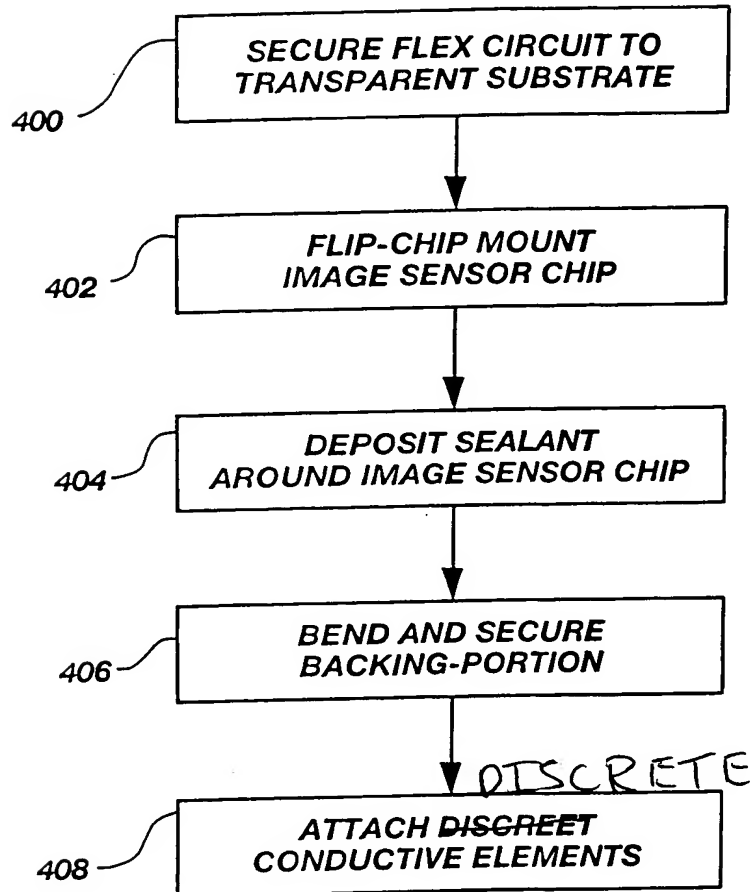 SECURE FLEX CIRCUIT TO
TRANSPARENT SUBSTRATE
400
FLIP-CHIP MOUNT
IMAGE SENSOR CHIP
402
DEPOSIT SEALANT
AROUND IMAGE SENSOR CHIP
404
BEND AND SECURE
BACKING-PORTION
406
DISCRETE
ATTACH DISCREET
CONDUCTIVE ELEMENTS
408